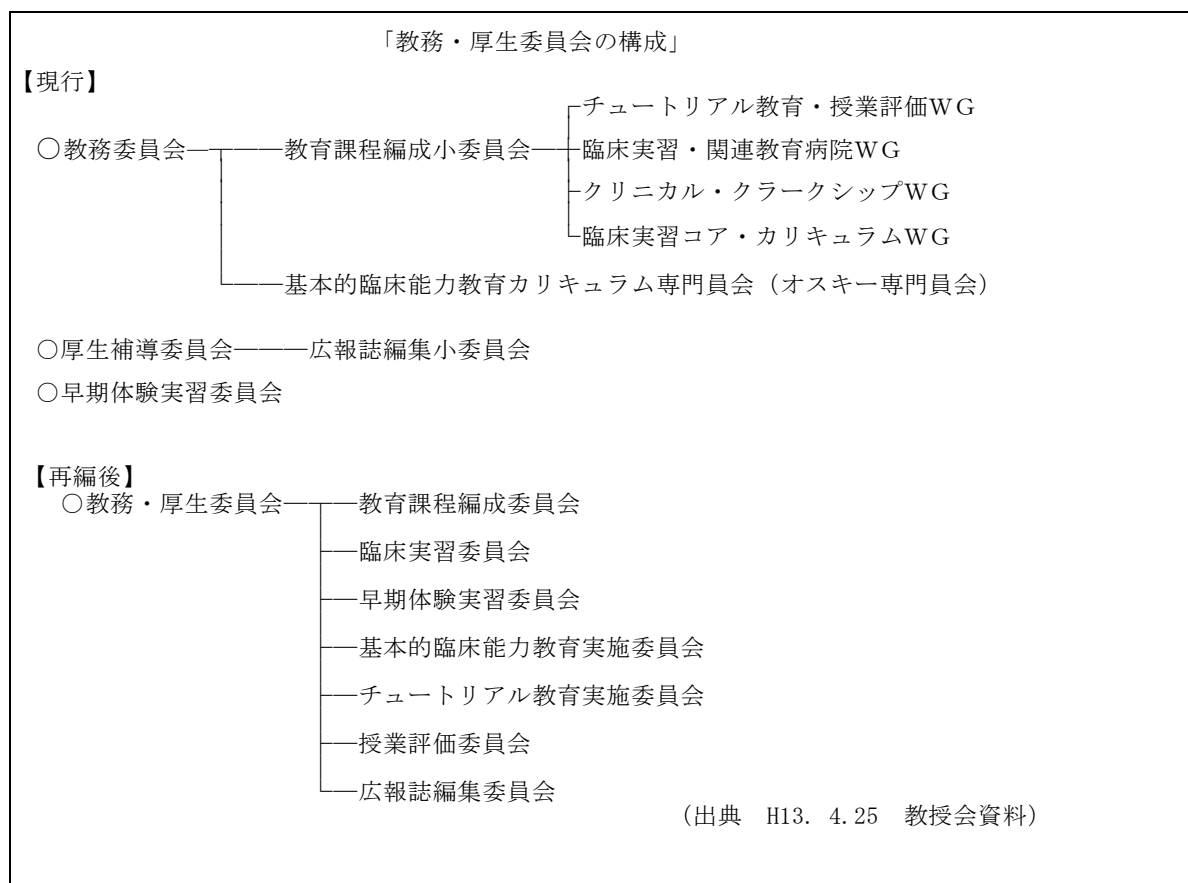 「教務・厚生委員会の構成」
【現行】
チュートリアル教育・授業評価WG
○教務委員会 教育課程編成小委員会 臨床実習・関連教育病院WG
クリニカル・クラークシップWG
臨床実習コア・カリキュラムWG
基本的臨床能力教育カリキュラム専門員会（オスキー専門員会）
○厚生補導委員会 広報誌編集小委員会
○早期体験実習委員会
【再編後】
○教務・厚生委員会 教育課程編成委員会
臨床実習委員会
早期体験実習委員会
基本的臨床能力教育実施委員会
チュートリアル教育実施委員会
授業評価委員会
広報誌編集委員会
（出典 H13. 4.25 教授会資料）